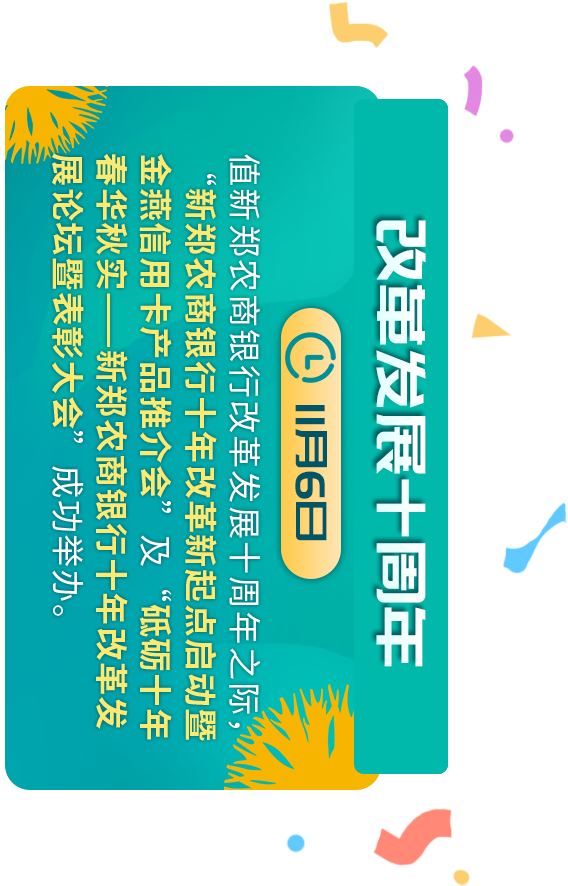 改革发展十周年
11月6日
值新郑农商银行改革发展十周年之际，
“新郑农商银行十年改革新起点启动暨
金燕信用卡产品推介会”及“砥砺十年
春华秋实——新郑农商银行十年改革发
展论坛暨表彰大会”成功举办。